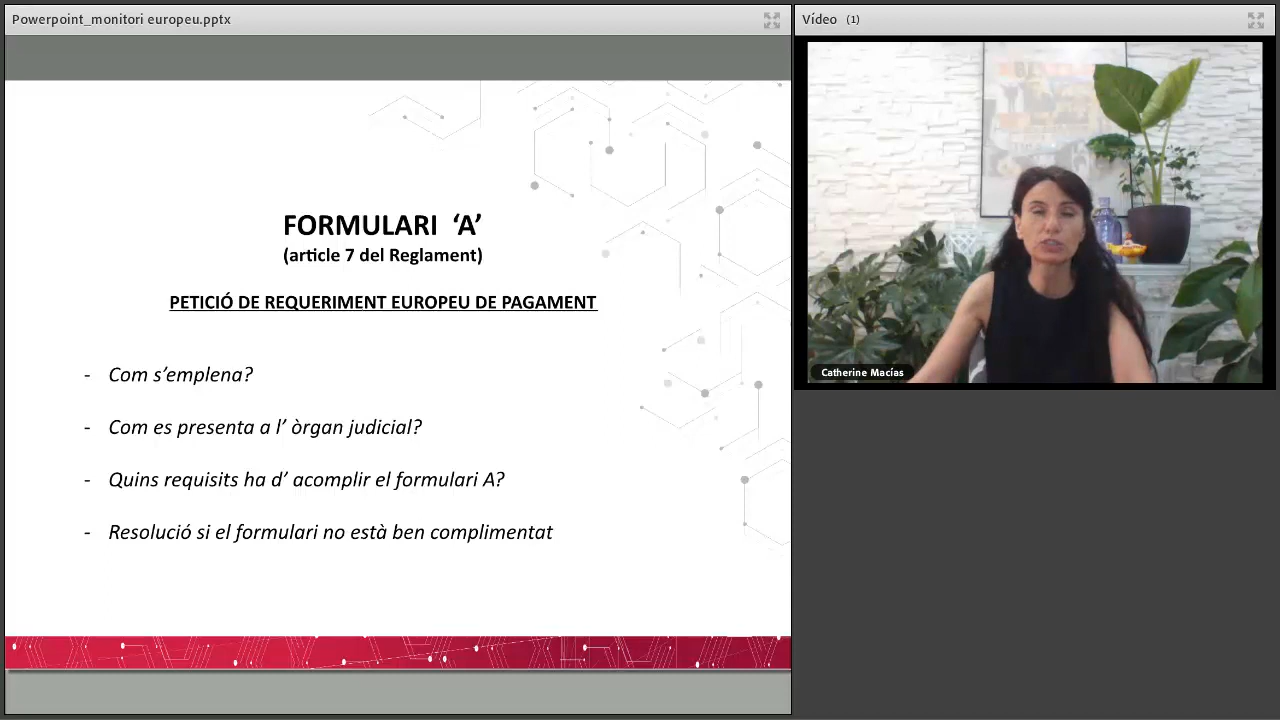 Powerpoint_monitori europeu.pptx
Vídeo (1)
FORMULARI ‘A’
(article 7 del Reglament)
PETICIÓ DE REQUERIMENT EUROPEU DE PAGAMENT
- Com s’emplena?
- Com es presenta a l’ òrgan judicial?
- Quins requisits ha d’ acomplir el formulari A?
- Resolució si el formulari no està ben complimentat
Catherine Macías